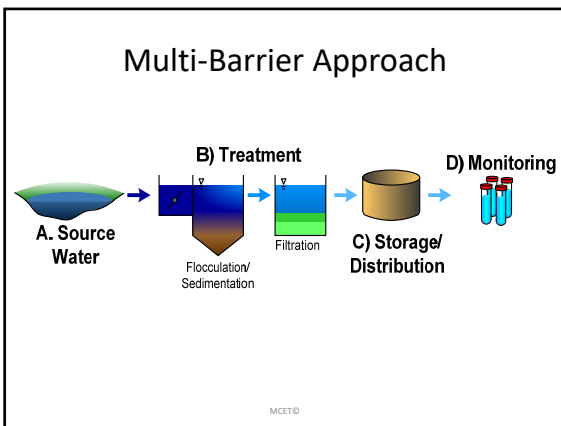 Multi-Barrier Approach
B) Treatment
D) Monitoring
A. Source
Water
Flocculation/
Sedimentation
Filtration
C) Storage/
Distribution
MCET©